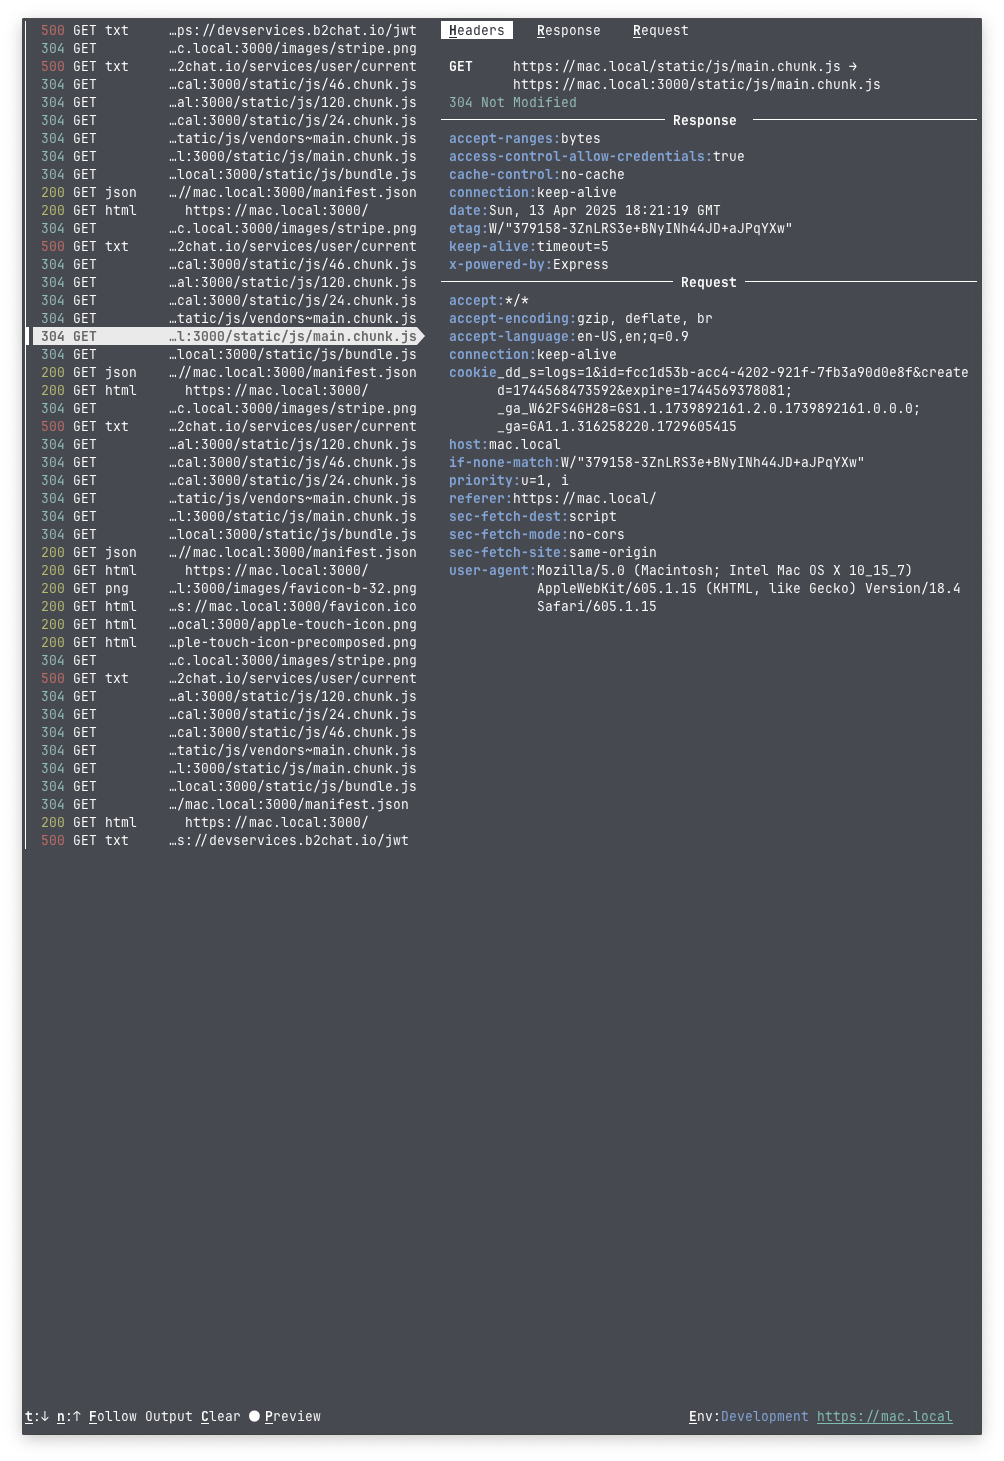 500 GET txt …ps://devservices.b2chat.io/jwt
304 GET …c.local:3000/images/stripe.png
500 GET txt …2chat.io/services/user/current
304 GET …cal:3000/static/js/46.chunk.js
304 GET …al:3000/static/js/120.chunk.js
304 GET …cal:3000/static/js/24.chunk.js
304 GET …tatic/js/vendors~main.chunk.js
304 GET …l:3000/static/js/main.chunk.js
304 GET …local:3000/static/js/bundle.js
200 GET json …//mac.local:3000/manifest.json
200 GET html https://mac.local:3000/
304 GET …c.local:3000/images/stripe.png
500 GET txt …2chat.io/services/user/current
304 GET …cal:3000/static/js/46.chunk.js
304 GET …al:3000/static/js/120.chunk.js
304 GET …cal:3000/static/js/24.chunk.js
304 GET …tatic/js/vendors~main.chunk.js
304 GET …l:3000/static/js/main.chunk.js
304 GET …local:3000/static/js/bundle.js
200 GET json …//mac.local:3000/manifest.json
200 GET html https://mac.local:3000/
304 GET …c.local:3000/images/stripe.png
500 GET txt …2chat.io/services/user/current
304 GET …al:3000/static/js/120.chunk.js
304 GET …cal:3000/static/js/46.chunk.js
304 GET …cal:3000/static/js/24.chunk.js
304 GET …tatic/js/vendors~main.chunk.js
304 GET …l:3000/static/js/main.chunk.js
304 GET …local:3000/static/js/bundle.js
200 GET json …//mac.local:3000/manifest.json
200 GET html https://mac.local:3000/
200 GET png …l:3000/images/favicon-b-32.png
200 GET html …s://mac.local:3000/favicon.ico
200 GET html …ocal:3000/apple-touch-icon.png
200 GET html …ple-touch-icon-precomposed.png
304 GET …c.local:3000/images/stripe.png
500 GET txt …2chat.io/services/user/current
304 GET …al:3000/static/js/120.chunk.js
304 GET …cal:3000/static/js/24.chunk.js
304 GET …cal:3000/static/js/46.chunk.js
304 GET …tatic/js/vendors~main.chunk.js
304 GET …l:3000/static/js/main.chunk.js
304 GET …local:3000/static/js/bundle.js
304 GET …/mac.local:3000/manifest.json
200 GET html https://mac.local:3000/
500 GET txt …s://devservices.b2chat.io/jwt
Headers Response Request
GET https://mac.local/static/js/main.chunk.js →
https://mac.local:3000/static/js/main.chunk.js
304 Not Modified
Response
accept-ranges:bytes
access-control-allow-credentials:true
cache-control:no-cache
connection:keep-alive
date:Sun, 13 Apr 2025 18:21:19 GMT
etag:W/"379158-3ZnLRS3e+BNyINh44JD+aJPqYXw"
keep-alive:timeout=5
x-powered-by:Express
Request
accept:*/*
accept-encoding:gzip, deflate, br
accept-language:en-US,en;q=0.9
connection:keep-alive
cookie_dd_s=logs=1&id=fcc1d53b-acc4-4202-921f-7fb3a90d0e8f&create
d=1744568473592&expire=1744569378081;
_ga_W62FS4GH28=GS1.1.1739892161.2.0.1739892161.0.0.0;
_ga=GA1.1.316258220.1729605415
host:mac.local
if-none-match:W/"379158-3ZnLRS3e+BNyINh44JD+aJPqYXw"
priority:u=1, i
referer:https://mac.local/
sec-fetch-dest:script
sec-fetch-mode:no-cors
sec-fetch-site:same-origin
user-agent:Mozilla/5.0 (Macintosh; Intel Mac OS X 10_15_7)
AppleWebKit/605.1.15 (KHTML, like Gecko) Version/18.4
Safari/605.1.15
t:↓ n:↑ Follow Output Clear ● Preview Env:Development https://mac.local